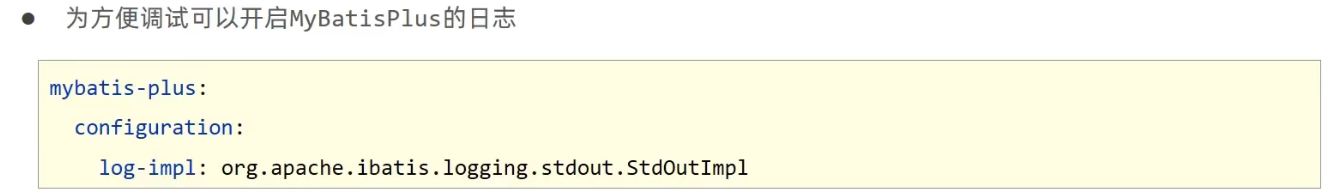 ● 为方便调试可以开启MyBatisPlus的日志
mybatis-plus:
  configuration:
    log-impl: org.apache.ibatis.logging.stdout.StdOutImpl